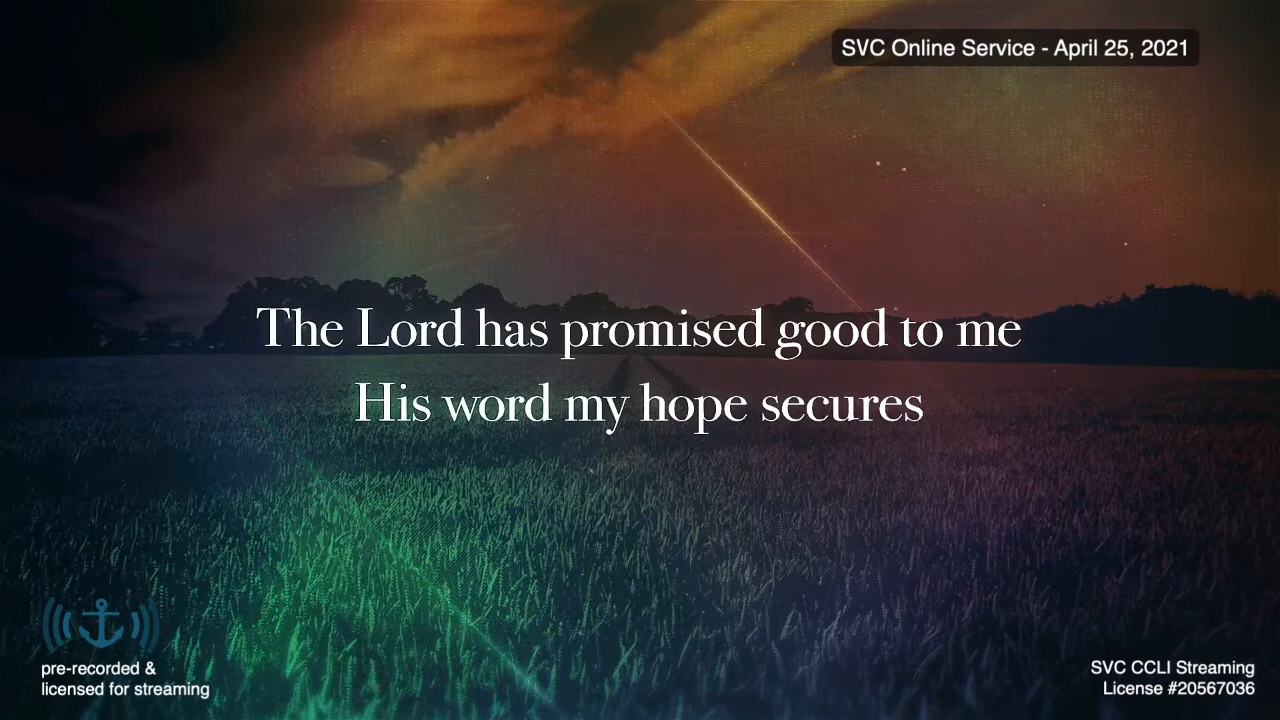 SVC Online Service - April 25, 2021
The Lord has promised good to me
His word my hope secures
pre-recorded &
licensed for streaming
SVC CCLI Streaming
License #20567036